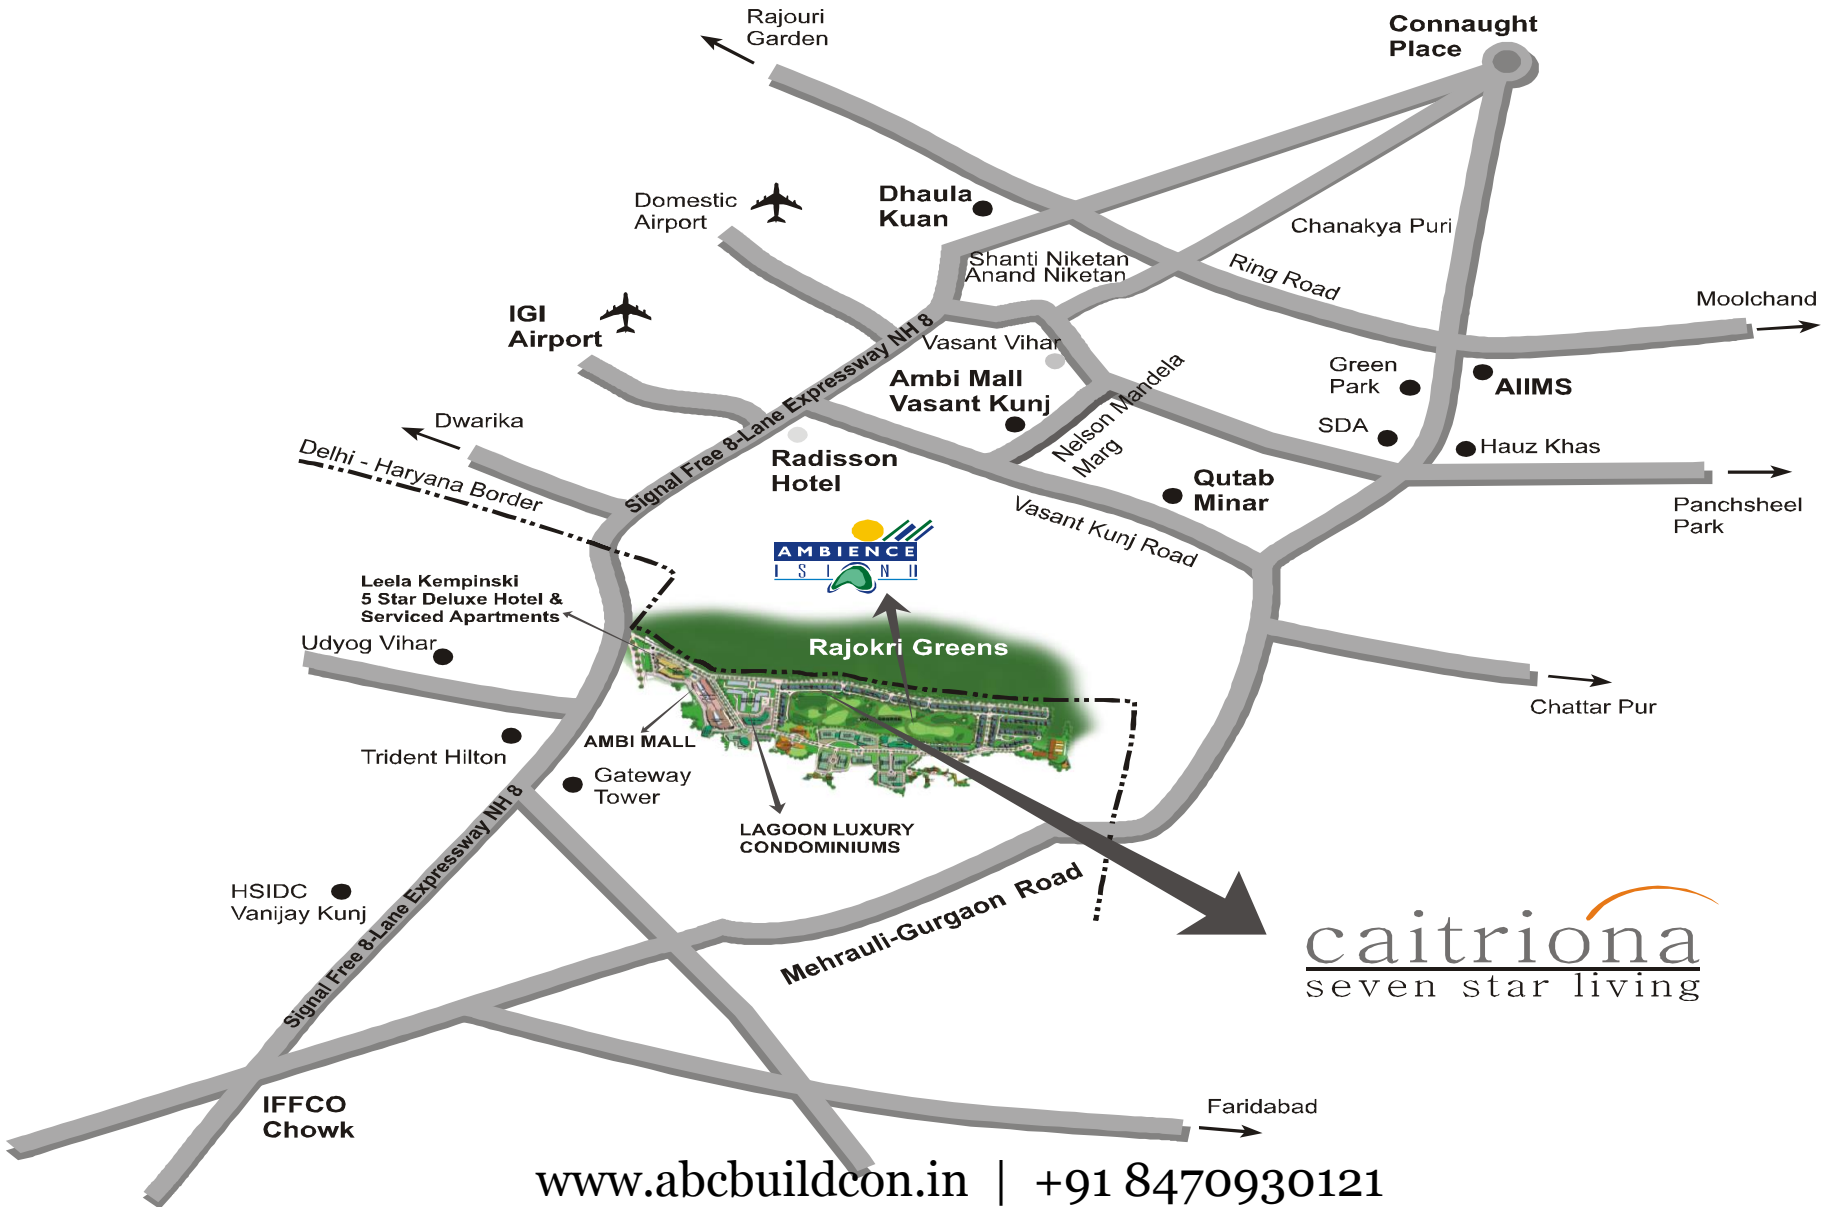 Rajouri
Garden
Connaught
Place
Domestic
Airport
Dhaula
Kuan
Chanakya Puri
Shanti Niketan
Anand Niketan
Ring Road
Moolchand
IGI
Airport
Vasant Vihar
Ambi Mall
Vasant Kunj
Nelson Mandela
Marg
Green
Park
AIIMS
SDA
Hauz Khas
Dwarika
Delhi - Haryana Border
Signal Free 8-Lane Expressway NH 8
Radisson
Hotel
Qutab
Minar
Vasant Kunj Road
Panchsheel
Park
AMBIENCE
Leela Kempinski
5 Star Deluxe Hotel &
Serviced Apartments
Udyog Vihar
Rajokri Greens
Chattar Pur
Trident Hilton
AMBI MALL
Gateway
Tower
LAGOON LUXURY
CONDOMINIUMS
HSIDC
Vanijay Kunj
Signal Free 8-Lane Expressway NH 8
Mehrauli-Gurgaon Road
caitriona
seven star living
IFFCO
Chowk
Faridabad
www.abcbuildcon.in | +91 8470930121